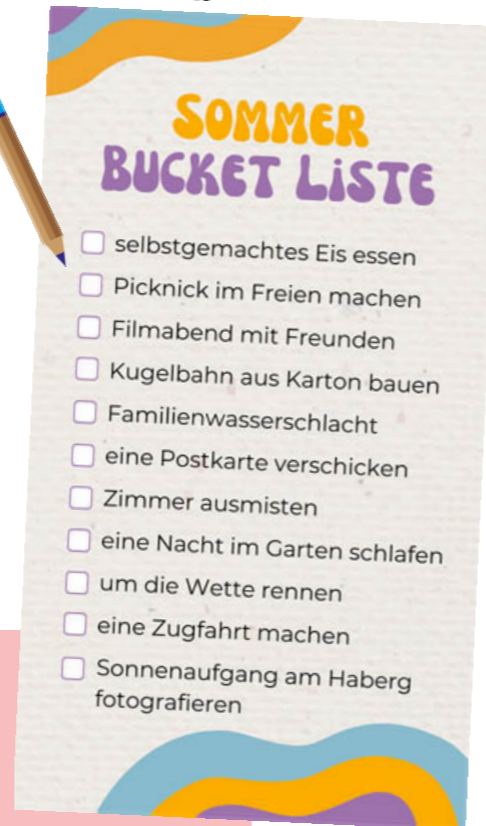 SOMMER
BUCKET LiSTE
selbstgemachtes Eis essen
Picknick im Freien machen
Filmabend mit Freunden
Kugelbahn aus Karton bauen
Familienwasserschlacht
eine Postkarte verschicken
Zimmer ausmisten
eine Nacht im Garten schlafen
um die Wette rennen
eine Zugfahrt machen
Sonnenaufgang am Haberg
fotografieren